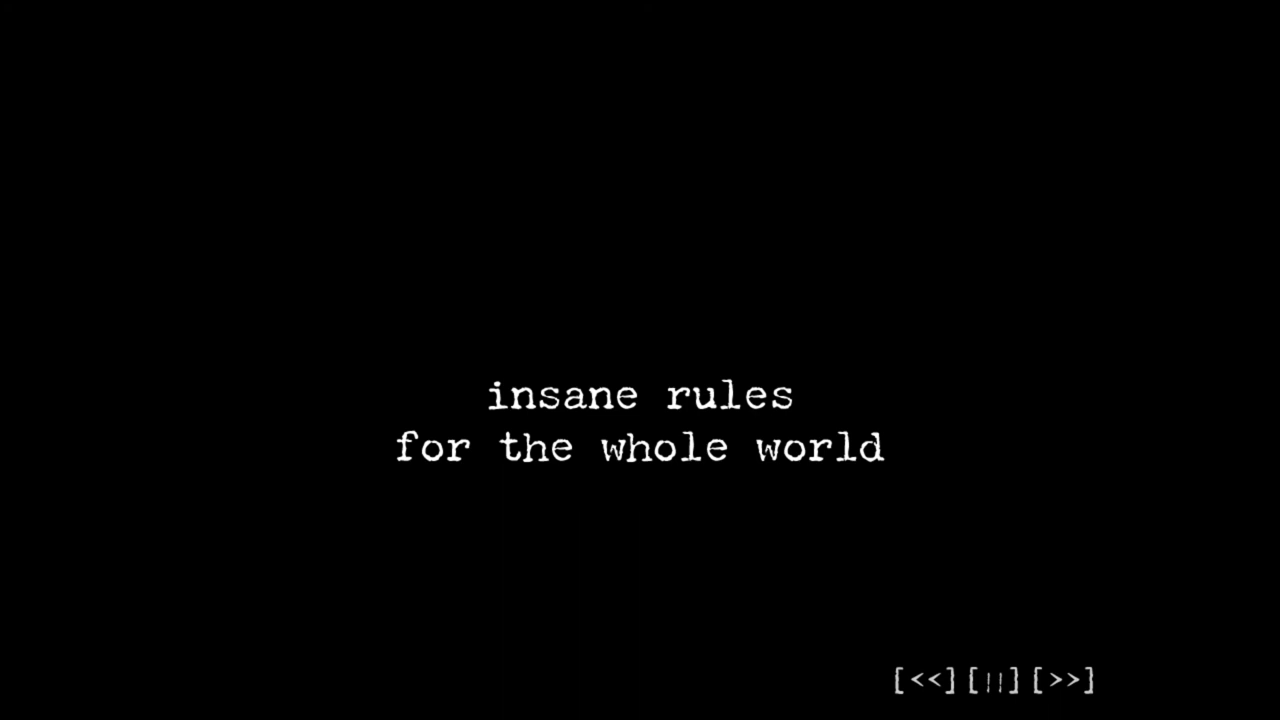 insane rules
for the whole world
[<<] [||] [>>]